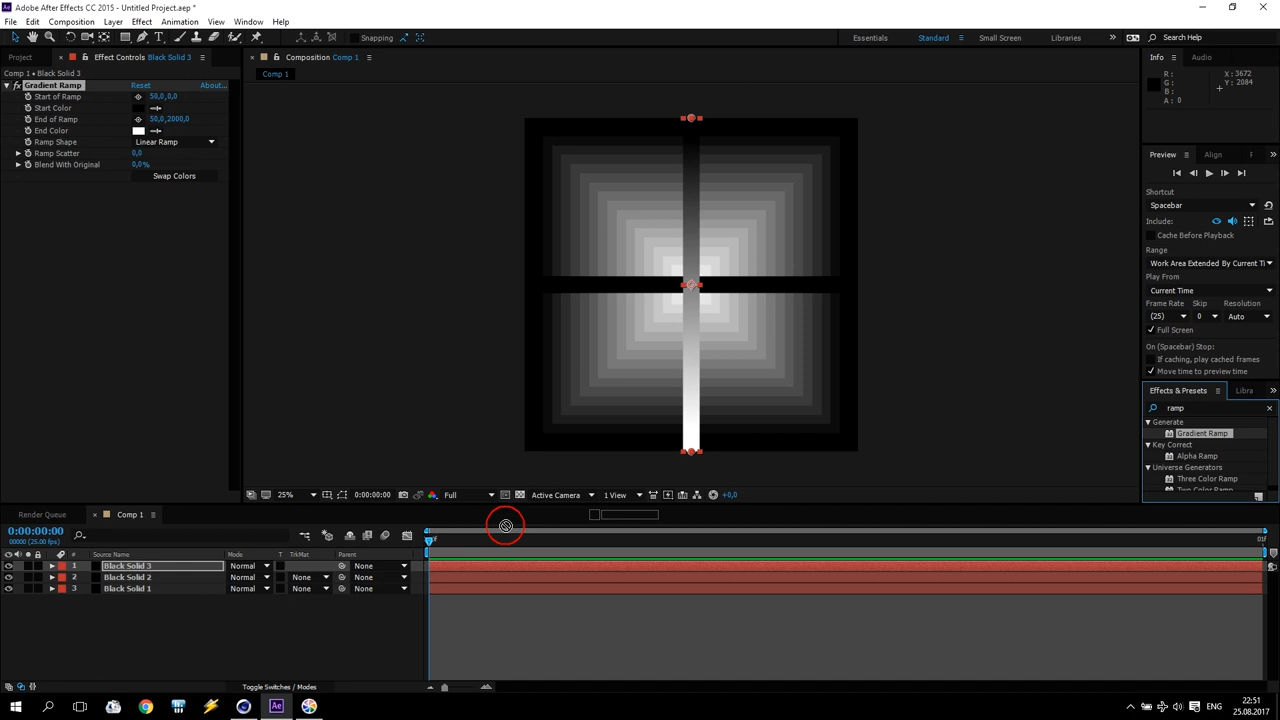 Adobe After Effects CC 2015 - Untitled Project.aep *
File Edit Composition Layer Effect Animation View Window Help
Snapping Essentials Standard Small Screen Libraries Search Help
Project Effect Controls Black Solid 3 Composition Comp 1 Info Audio
Comp 1 • Black Solid 3 Comp 1
Gradient Ramp Reset About...
Start of Ramp 50,0,0,0
Start Color
End of Ramp 50,0,2000,0
End Color
Ramp Shape Linear Ramp
Ramp Scatter 0,0
Blend With Original 0,0%
Swap Colors
R: X: 3672
G: Y: 2084
B:
A: 0
Preview Align
Shortcut
Spacebar
Include:
Cache Before Playback
Range
Work Area Extended By Current Ti
Play From
Current Time
Frame Rate Skip Resolution
(25) 0 Auto
Full Screen
On (Spacebar) Stop:
If caching, play cached frames
Move time to preview time
Effects & Presets Libra
ramp
Generate
Gradient Ramp
Key Correct
Alpha Ramp
Universe Generators
Three Color Ramp
Two Color Ramp
25% 0:00:00:00 Full Active Camera 1 View +0,0
Render Queue Comp 1
0:00:00:00
00000 (25.00 fps)
01f
Source Name Mode T TrkMat Parent
1 Black Solid 3 Normal None
2 Black Solid 2 Normal None None
3 Black Solid 1 Normal None None
Toggle Switches / Modes
Ae ENG 22:51
25.08.2017